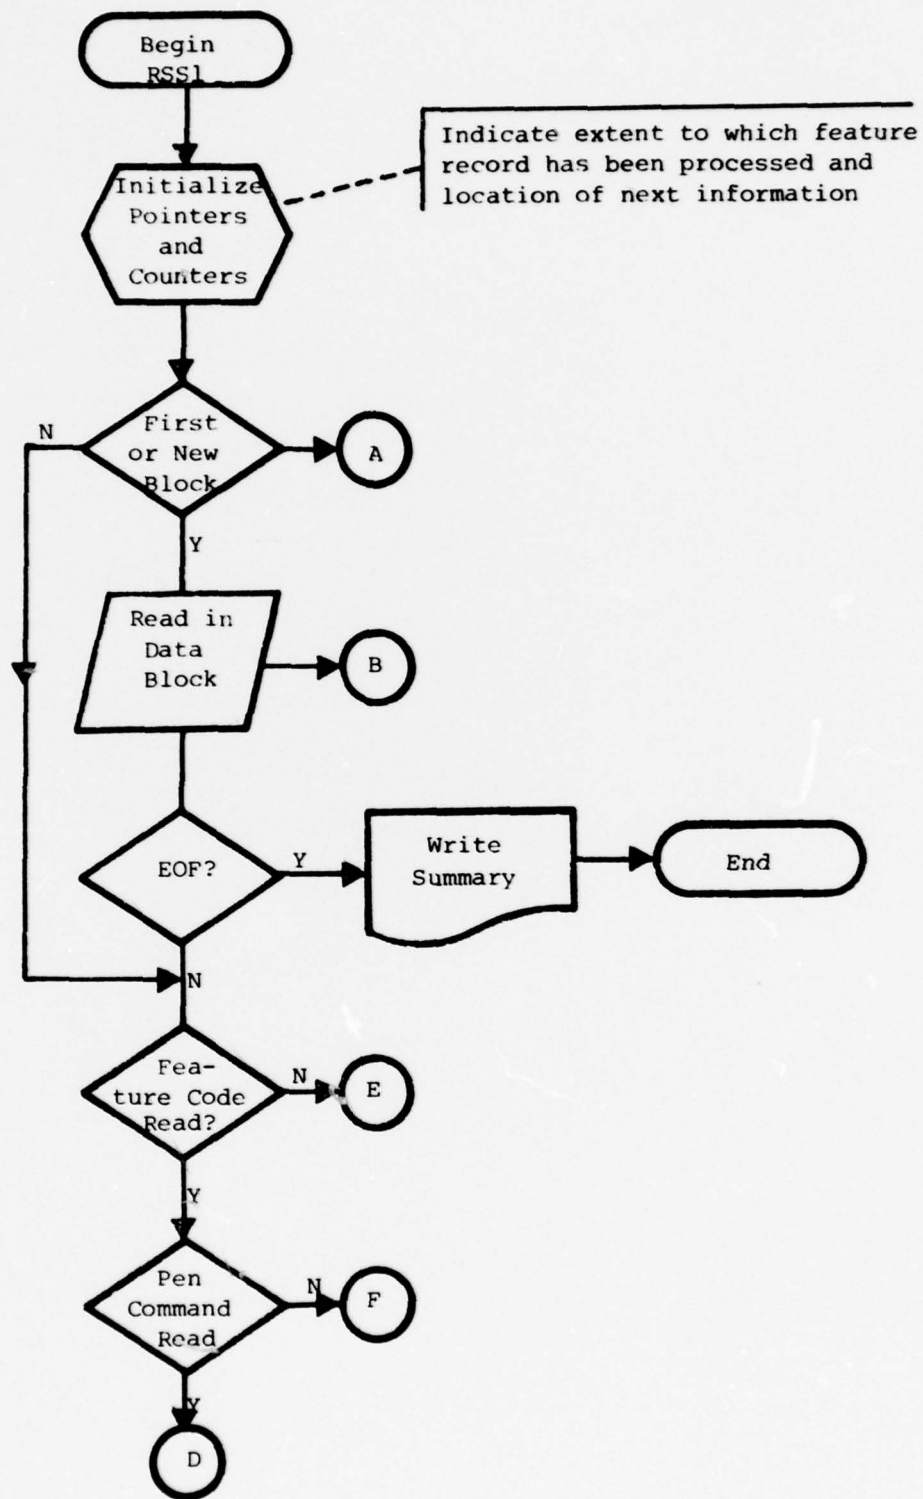 Begin
RSS1
Indicate extent to which feature
record has been processed and
location of next information
Initialize
Pointers
and
Counters
First
or New
Block
N
A
Y
Read in
Data
Block
B
EOF?
Y
Write
Summary
End
N
Fea-
ture Code
Read?
N
E
Y
Pen
Command
Read
N
F
Y
D